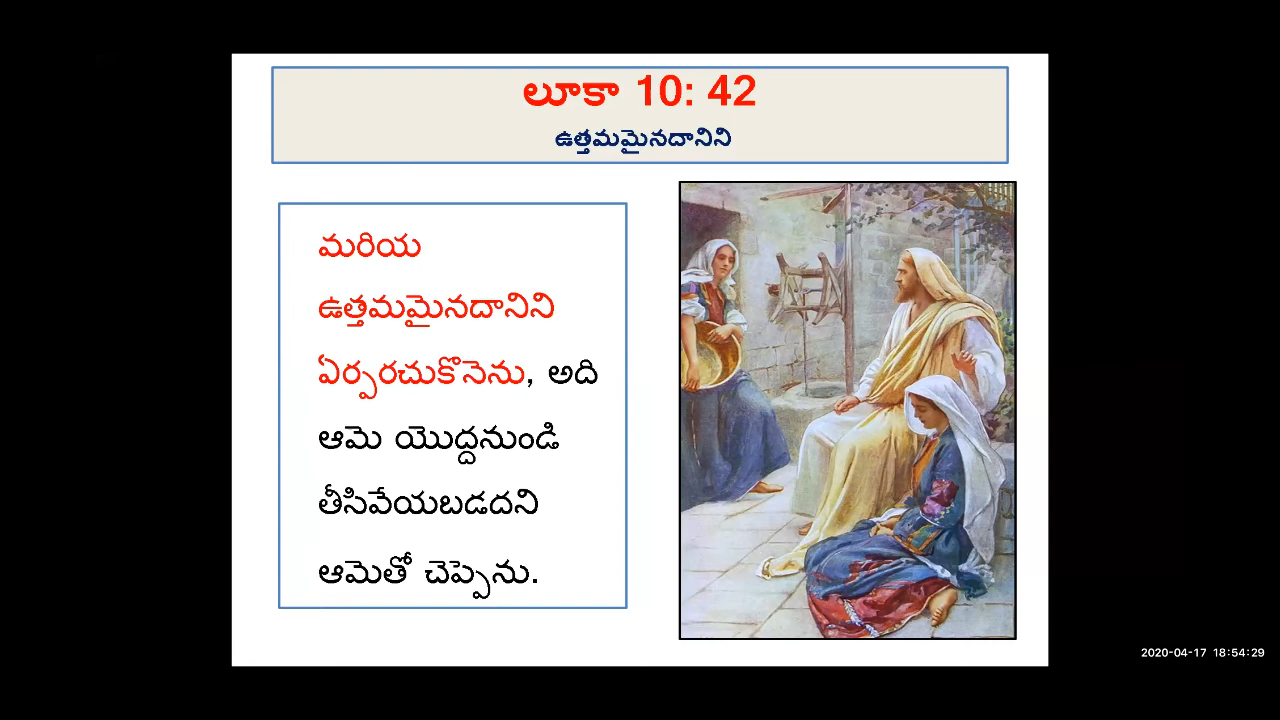 లూకా 10: 42
ఉత్తమమైనదానిని
మరియ
ఉత్తమమైనదానిని
ఏర్పరచుకొనెను, అది
ఆమె యొద్దనుండి
తీసివేయబడదని
ఆమెతో చెప్పెను.
2020-04-17 18:54:29